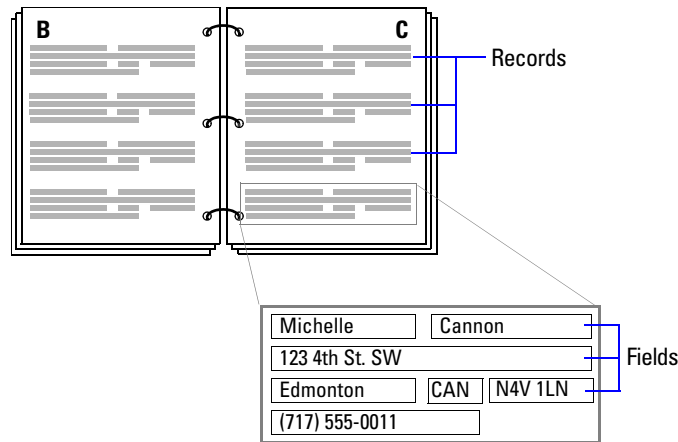 B
C
Records
Michelle Cannon
123 4th St. SW
Fields
Edmonton CAN N4V 1LN
(717) 555-0011